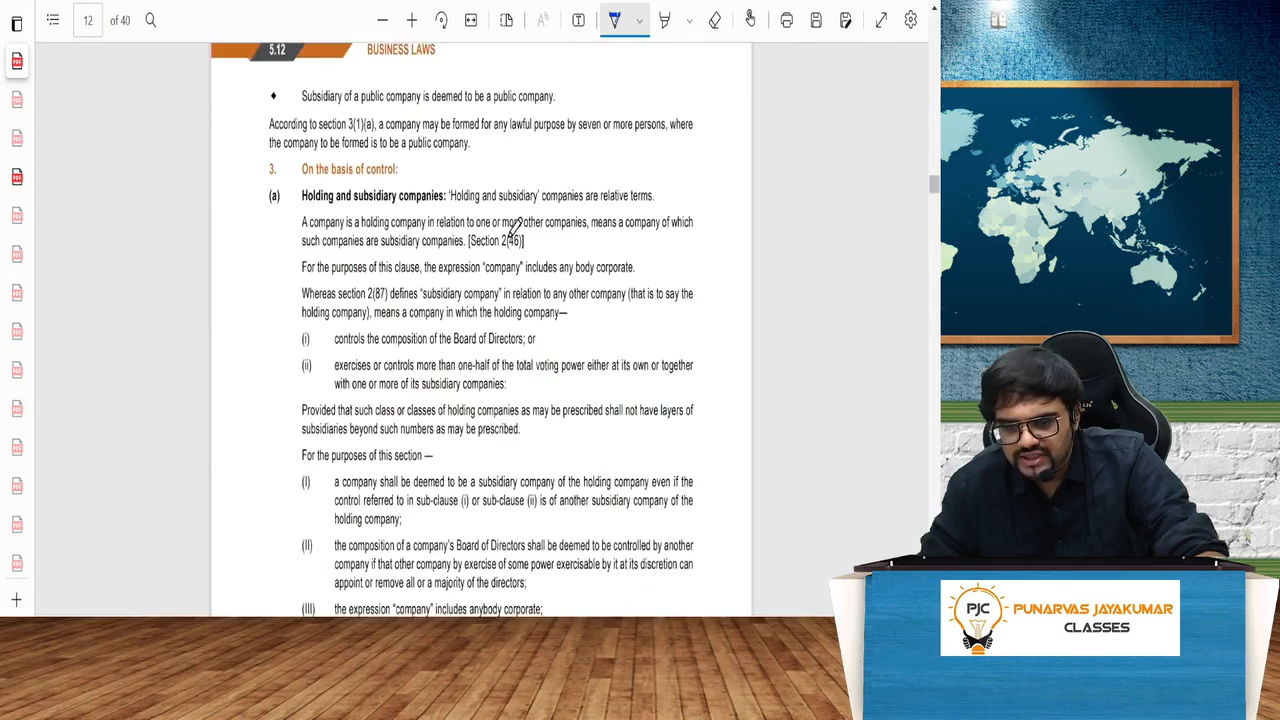 12
of 40
5.12
BUSINESS LAWS
♦ Subsidiary of a public company is deemed to be a public company.
According to section 3(1)(a), a company may be formed for any lawful purpose by seven or more persons, where
the company to be formed is to be a public company.
3. On the basis of control:
(a) Holding and subsidiary companies: 'Holding and subsidiary' companies are relative terms.
A company is a holding company in relation to one or more other companies, means a company of which
such companies are subsidiary companies. [Section 2(46)]
For the purposes of this clause, the expression "company" includes any body corporate.
Whereas section 2(87) defines "subsidiary company" in relation to any other company (that is to say the
holding company), means a company in which the holding company—
(i) controls the composition of the Board of Directors; or
(ii) exercises or controls more than one-half of the total voting power either at its own or together
with one or more of its subsidiary companies:
Provided that such class or classes of holding companies as may be prescribed shall not have layers of
subsidiaries beyond such numbers as may be prescribed.
For the purposes of this section —
(I) a company shall be deemed to be a subsidiary company of the holding company even if the
control referred to in sub-clause (i) or sub-clause (ii) is of another subsidiary company of the
holding company;
(II) the composition of a company's Board of Directors shall be deemed to be controlled by another
company if that other company by exercise of some power exercisable by it at its discretion can
appoint or remove all or a majority of the directors;
(III) the expression "company" includes anybody corporate;
PJC
PUNARVAS JAYAKUMAR
CLASSES